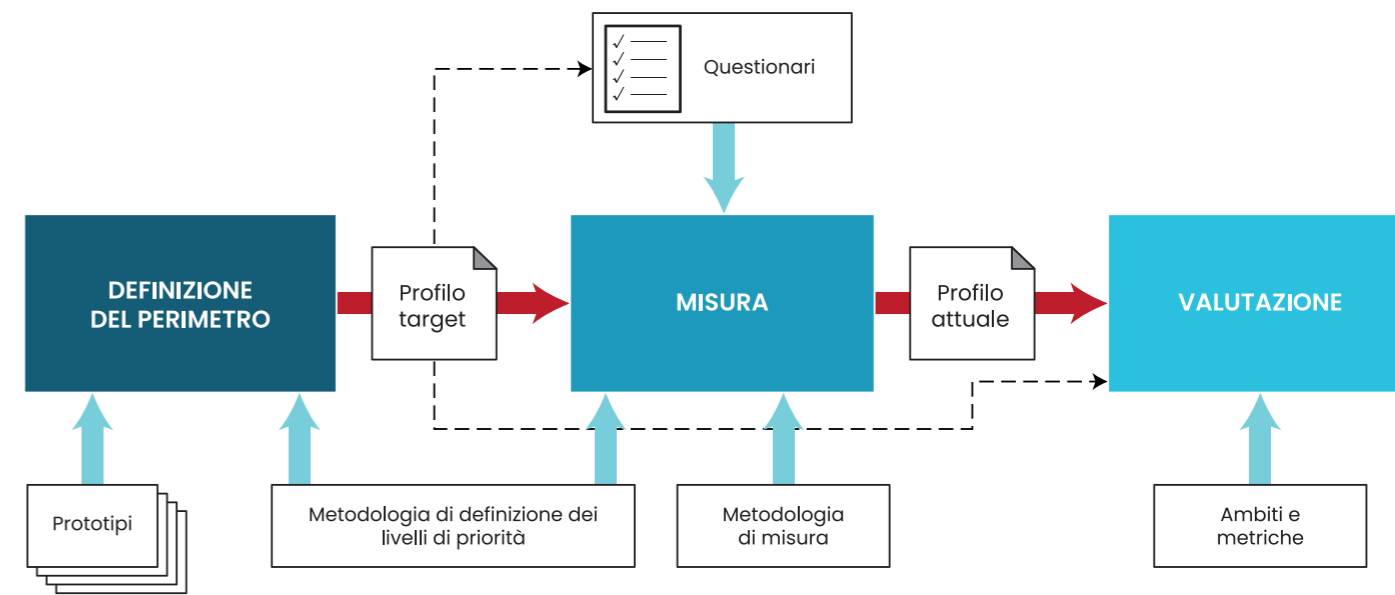 Questionari
DEFINIZIONE
DEL PERIMETRO
Profilo
target
MISURA
Profilo
attuale
VALUTAZIONE
Prototipi
Metodologia di definizione dei
livelli di priorità
Metodologia
di misura
Ambiti e
metriche